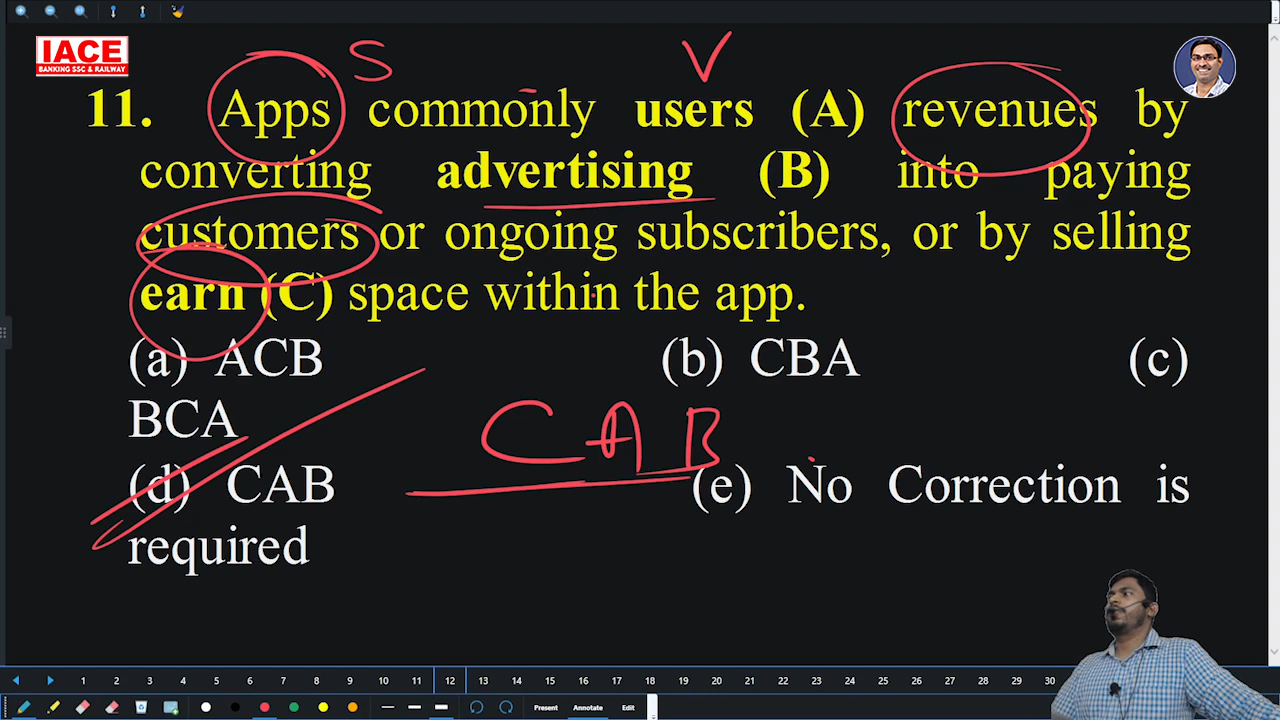 IACE
BANKING SSC & RAILWAY
S V
11. Apps commonly users (A) revenues by
converting advertising (B) into paying
customers or ongoing subscribers, or by selling
earn (C) space within the app.
(a) ACB (b) CBA (c)
BCA
CAB
(d) CAB (e) No Correction is
required
1 2 3 4 5 6 7 8 9 10 11 12 13 14 15 16 17 18 19 20 21 22 23 24 25 26 27 28 29 30
Present Annotate Edit